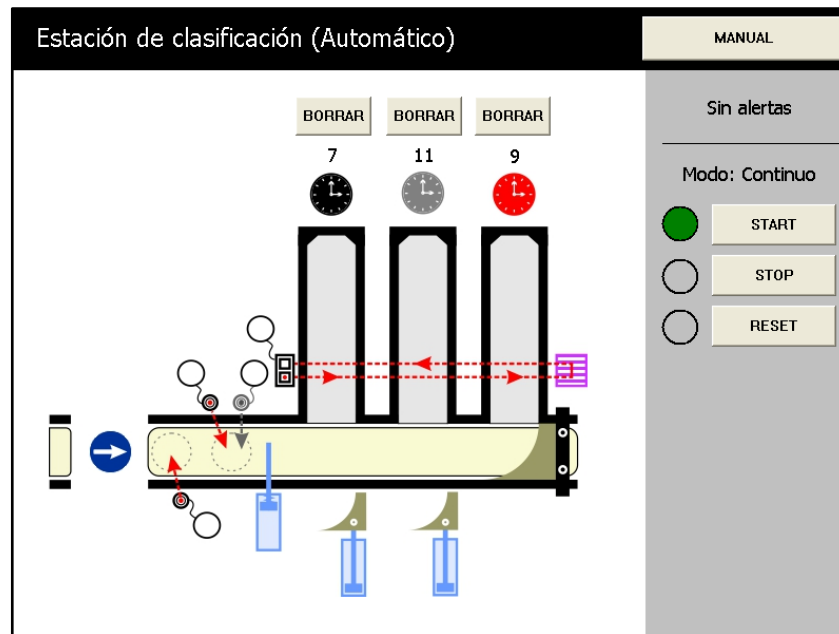 Estación de clasificación (Automático)
MANUAL
BORRAR BORRAR BORRAR
7 11 9
Sin alertas
Modo: Continuo
START
STOP
RESET